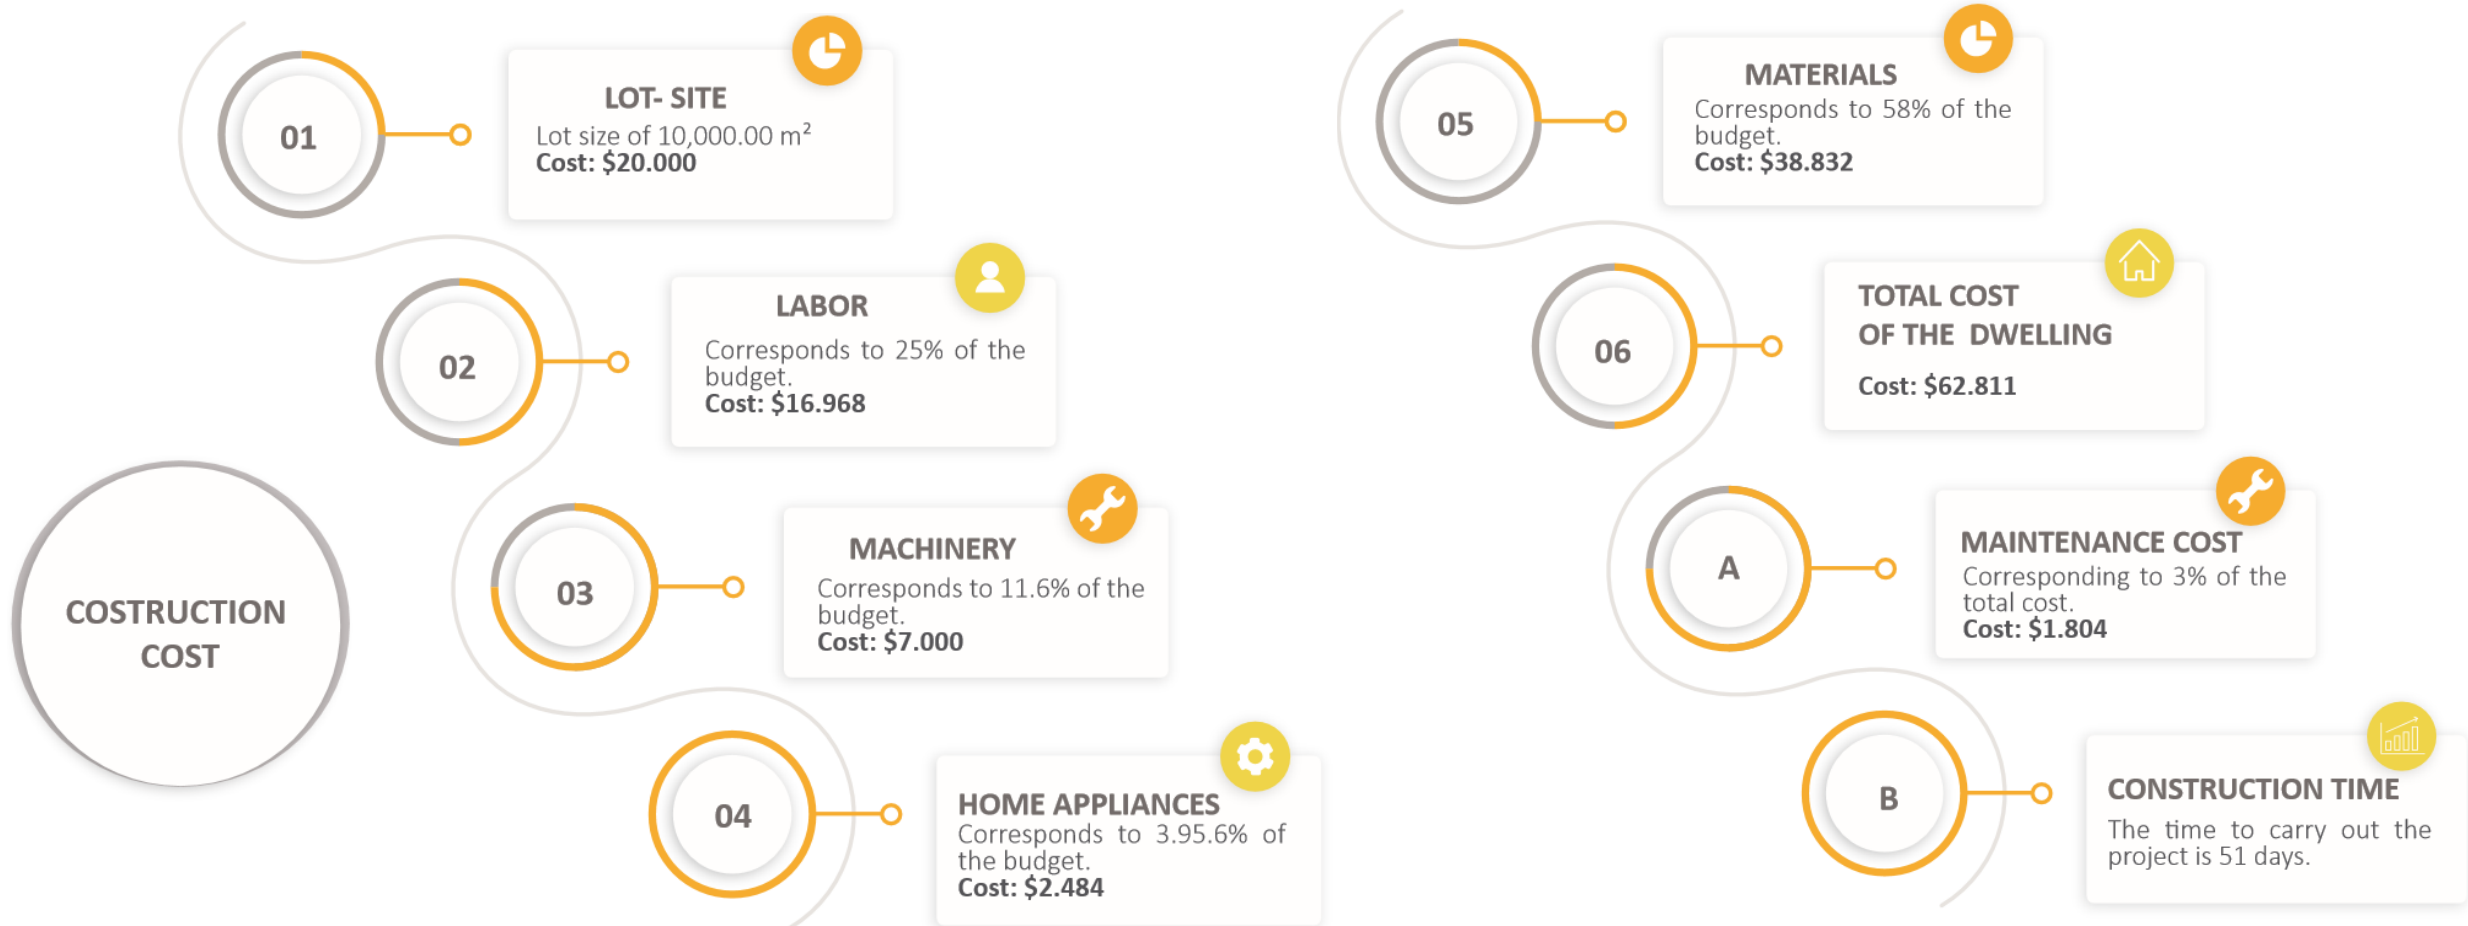 COSTRUCTION
COST
01
LOT- SITE
Lot size of 10,000.00 m²
Cost: $20.000
02
LABOR
Corresponds to 25% of the
budget.
Cost: $16.968
03
MACHINERY
Corresponds to 11.6% of the
budget.
Cost: $7.000
04
HOME APPLIANCES
Corresponds to 3.95.6% of
the budget.
Cost: $2.484
05
MATERIALS
Corresponds to 58% of the
budget.
Cost: $38.832
06
TOTAL COST
OF THE DWELLING
Cost: $62.811
A
MAINTENANCE COST
Corresponding to 3% of the
total cost.
Cost: $1.804
B
CONSTRUCTION TIME
The time to carry out the
project is 51 days.